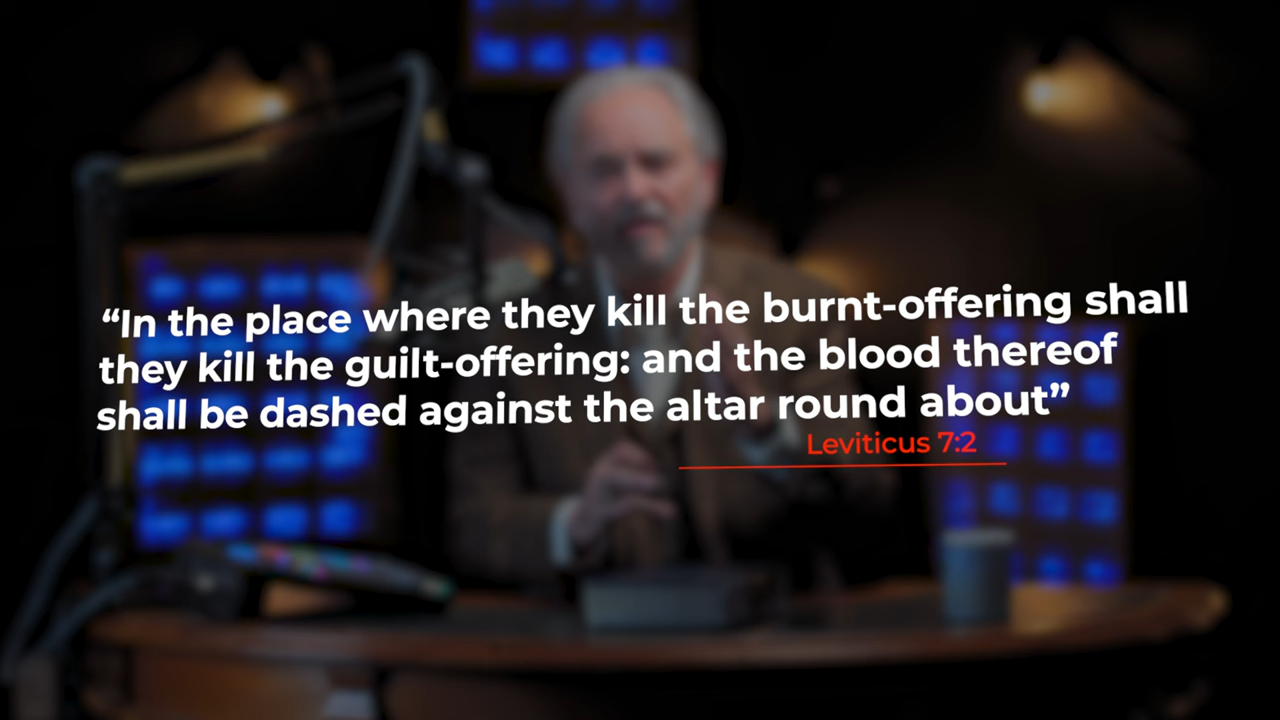 “In the place where they kill the burnt-offering shall
they kill the guilt-offering: and the blood thereof
shall be dashed against the altar round about”
Leviticus 7:2